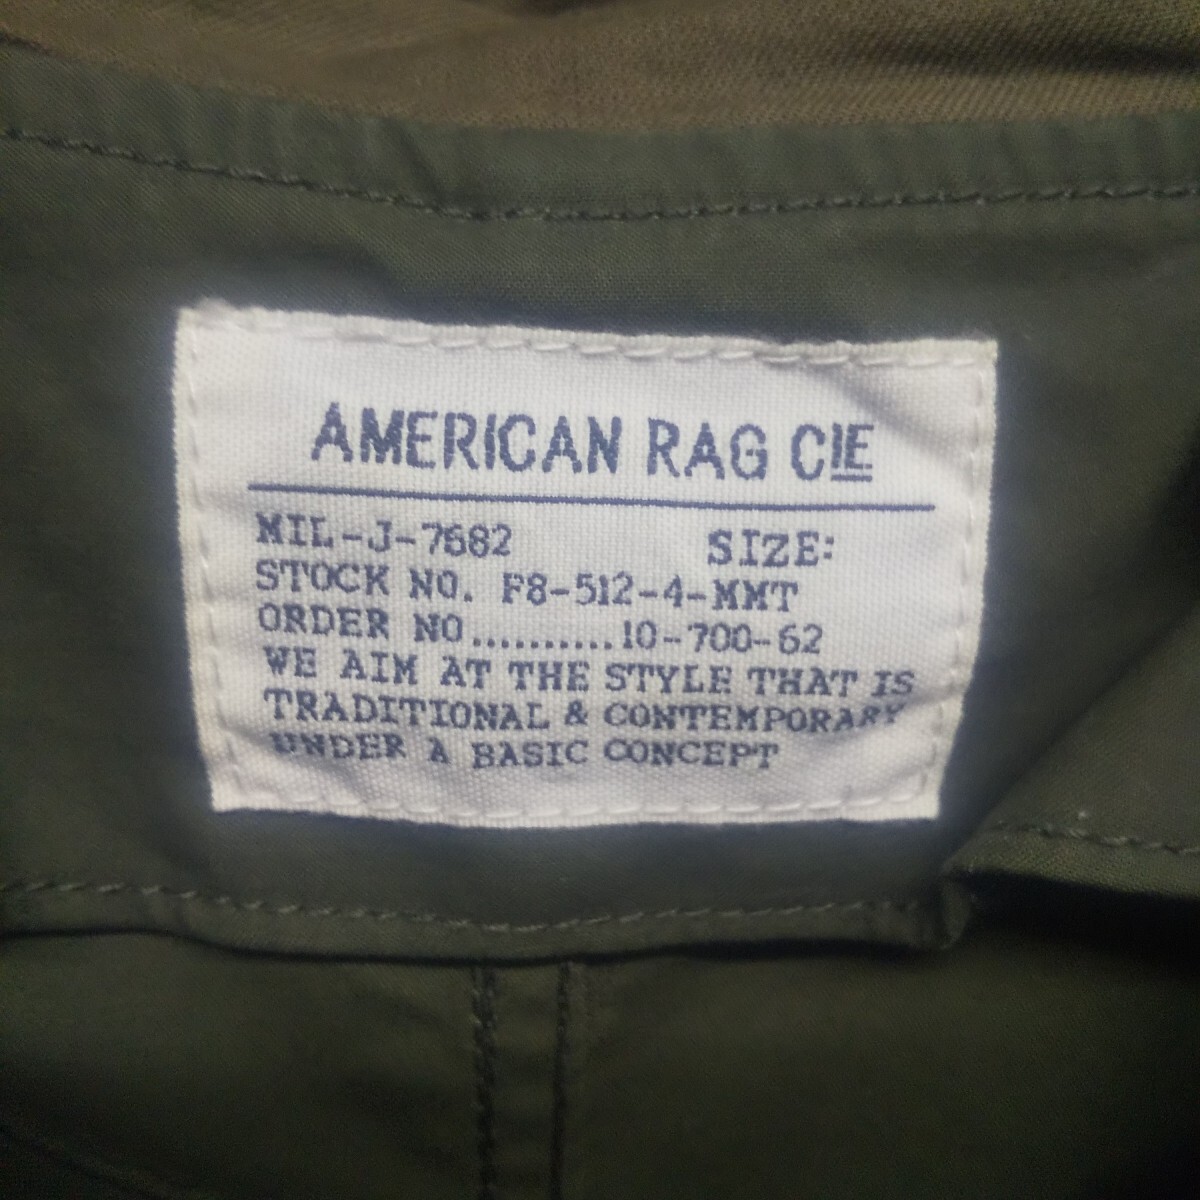 AMERICAN RAG CIE
MIL-J-7682 SIZE:
STOCK NO. F8-512-4-MMT
ORDER NO..........10-700-62
WE AIM AT THE STYLE THAT IS
TRADITIONAL & CONTEMPORARY
UNDER A BASIC CONCEPT